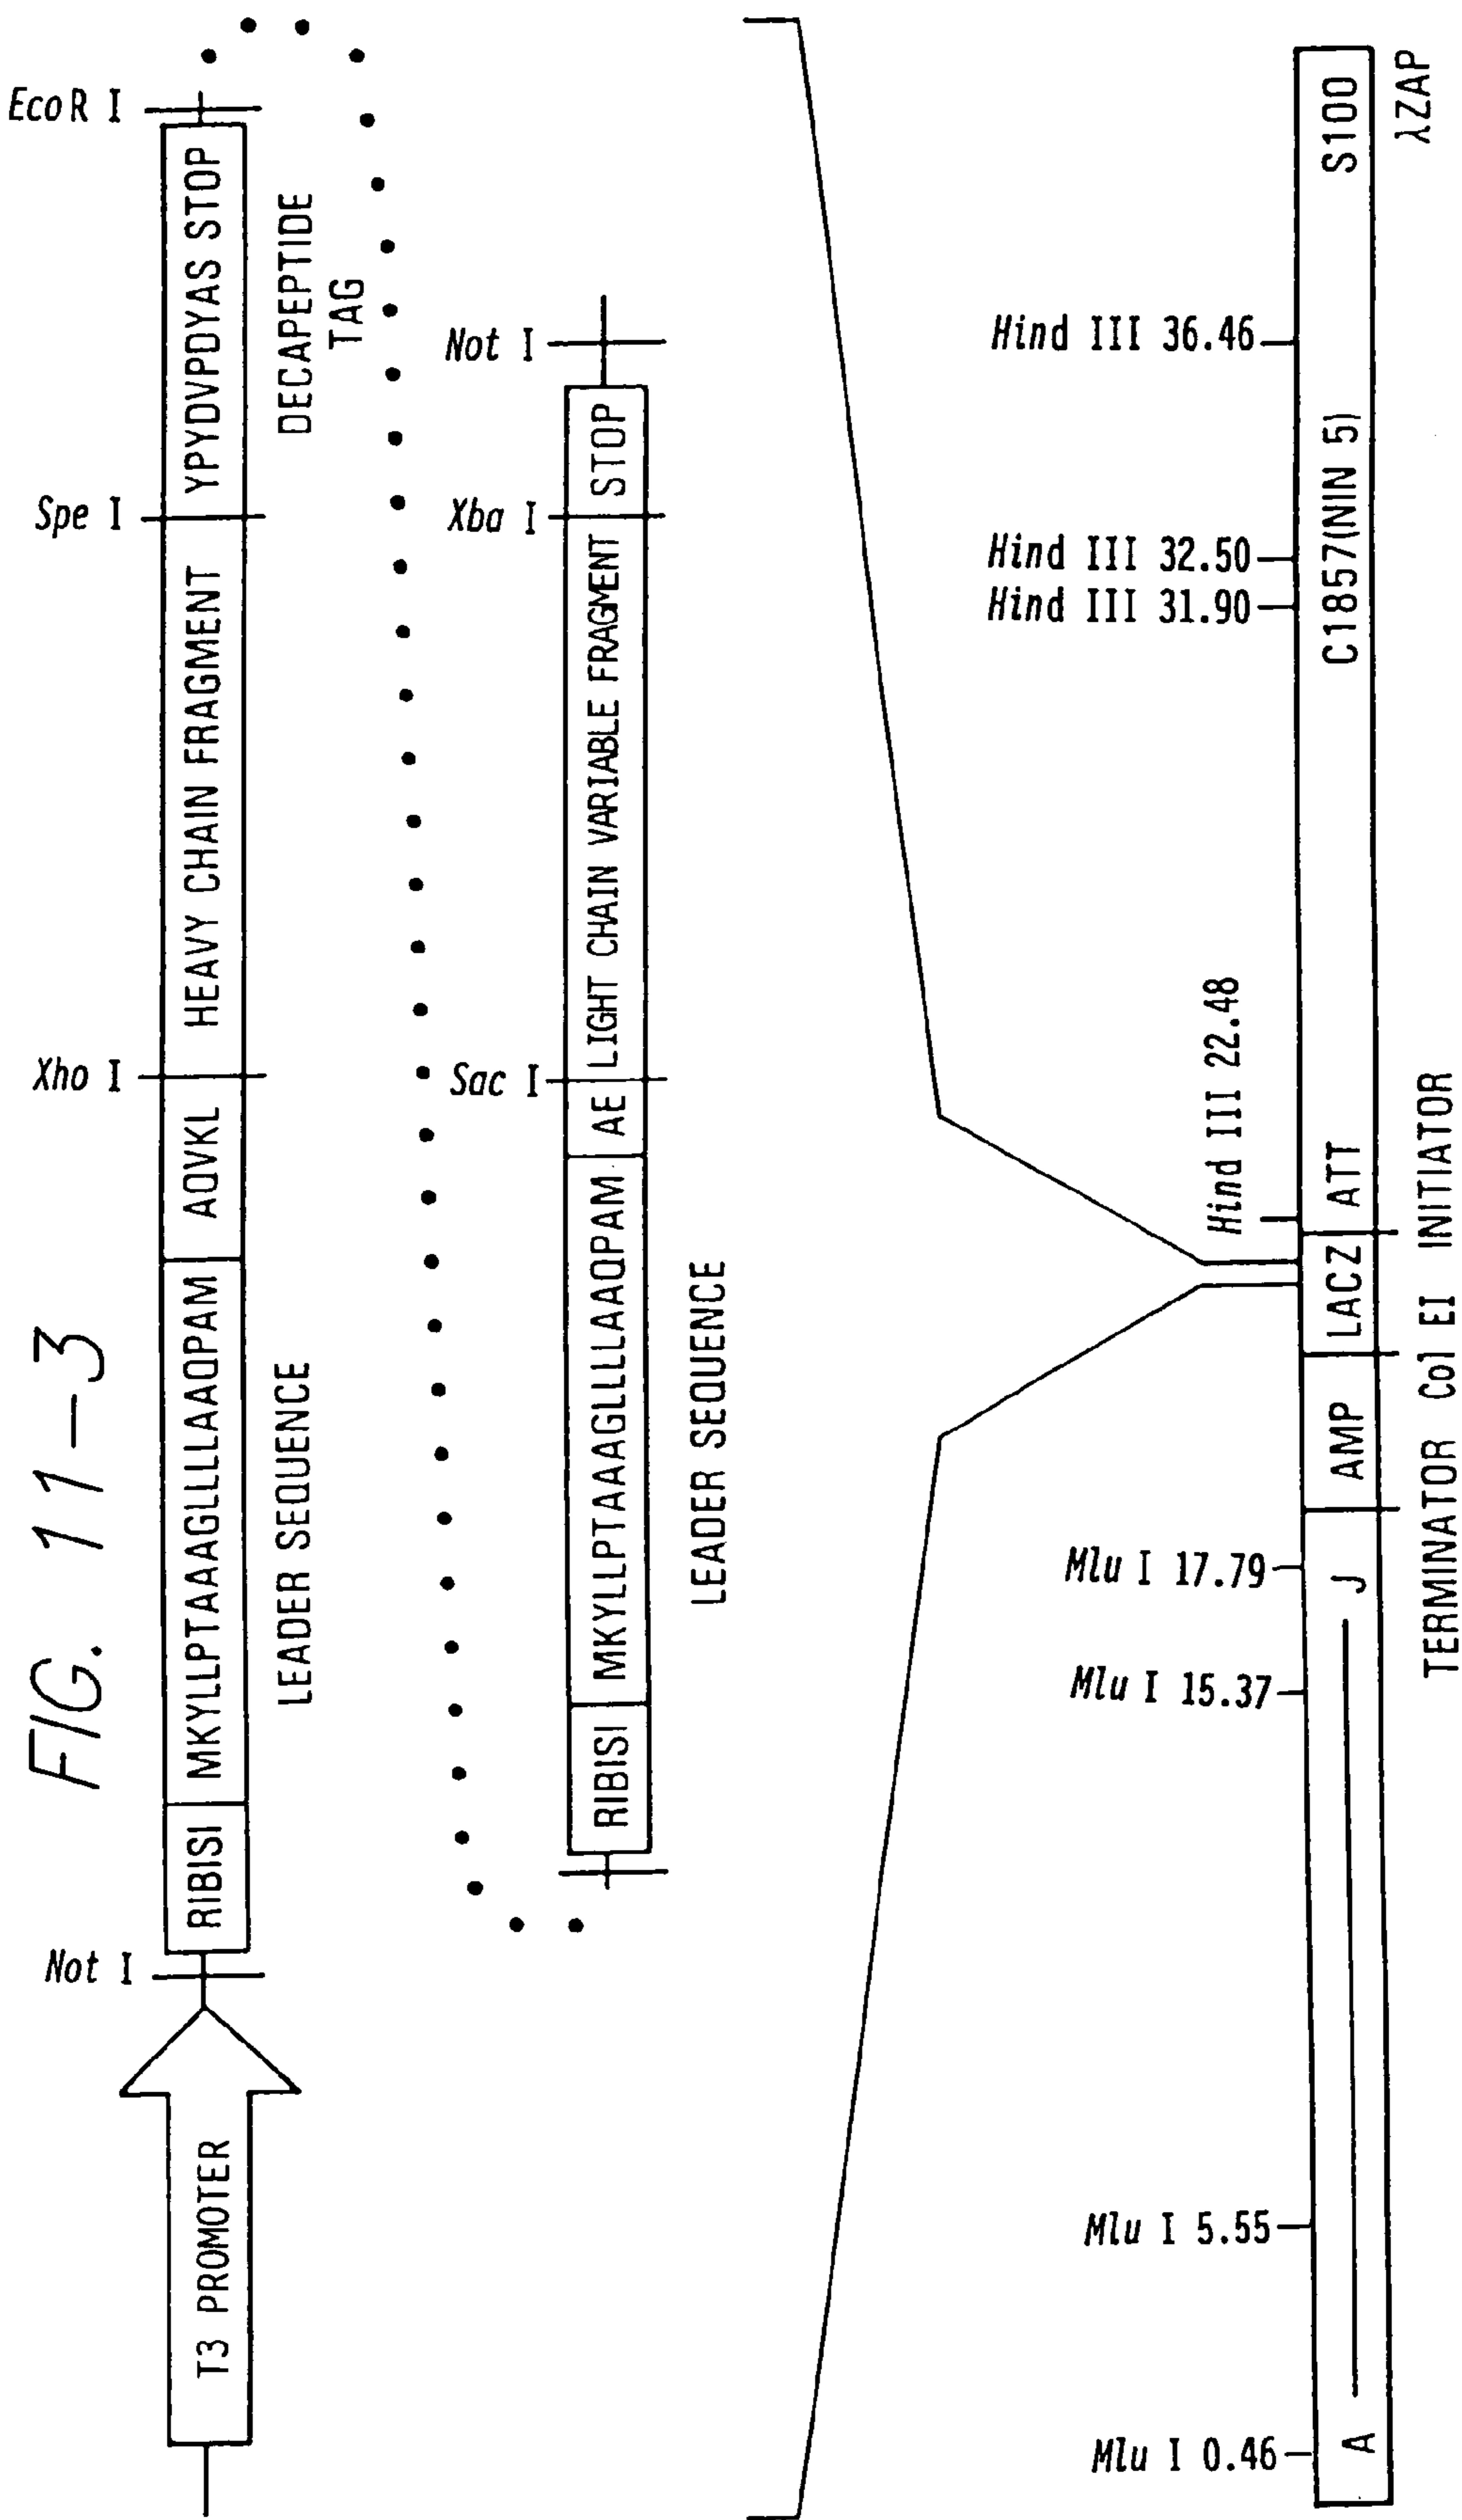 FIG. 11-3
Not I
Xho I
Spe I
EcoR I
T3 PROMOTER
RIBISI
MKYLLPTAAAGLLLLAAOPAM
AOVKL
HEAVY CHAIN FRAGMENT
YPYDVPDYAS STOP
LEADER SEQUENCE
DECAPEPTIDE
TAG
Sac I
Xba I
Not I
RIBISI
MKYLLPTAAAGLLLLAAOPAM
AE
LIGHT CHAIN VARIABLE FRAGMENT
STOP
LEADER SEQUENCE
Mlu I 0.46
Mlu I 5.55
Mlu I 15.37
Mlu I 17.79
Hind III 22.48
Hind III 31.90
Hind III 32.50
Hind III 36.46
A
J
AMP
LACZ
ATT
C1857(NIN 5)
S100
TERMINATOR Col EI INITIATOR
λZAP